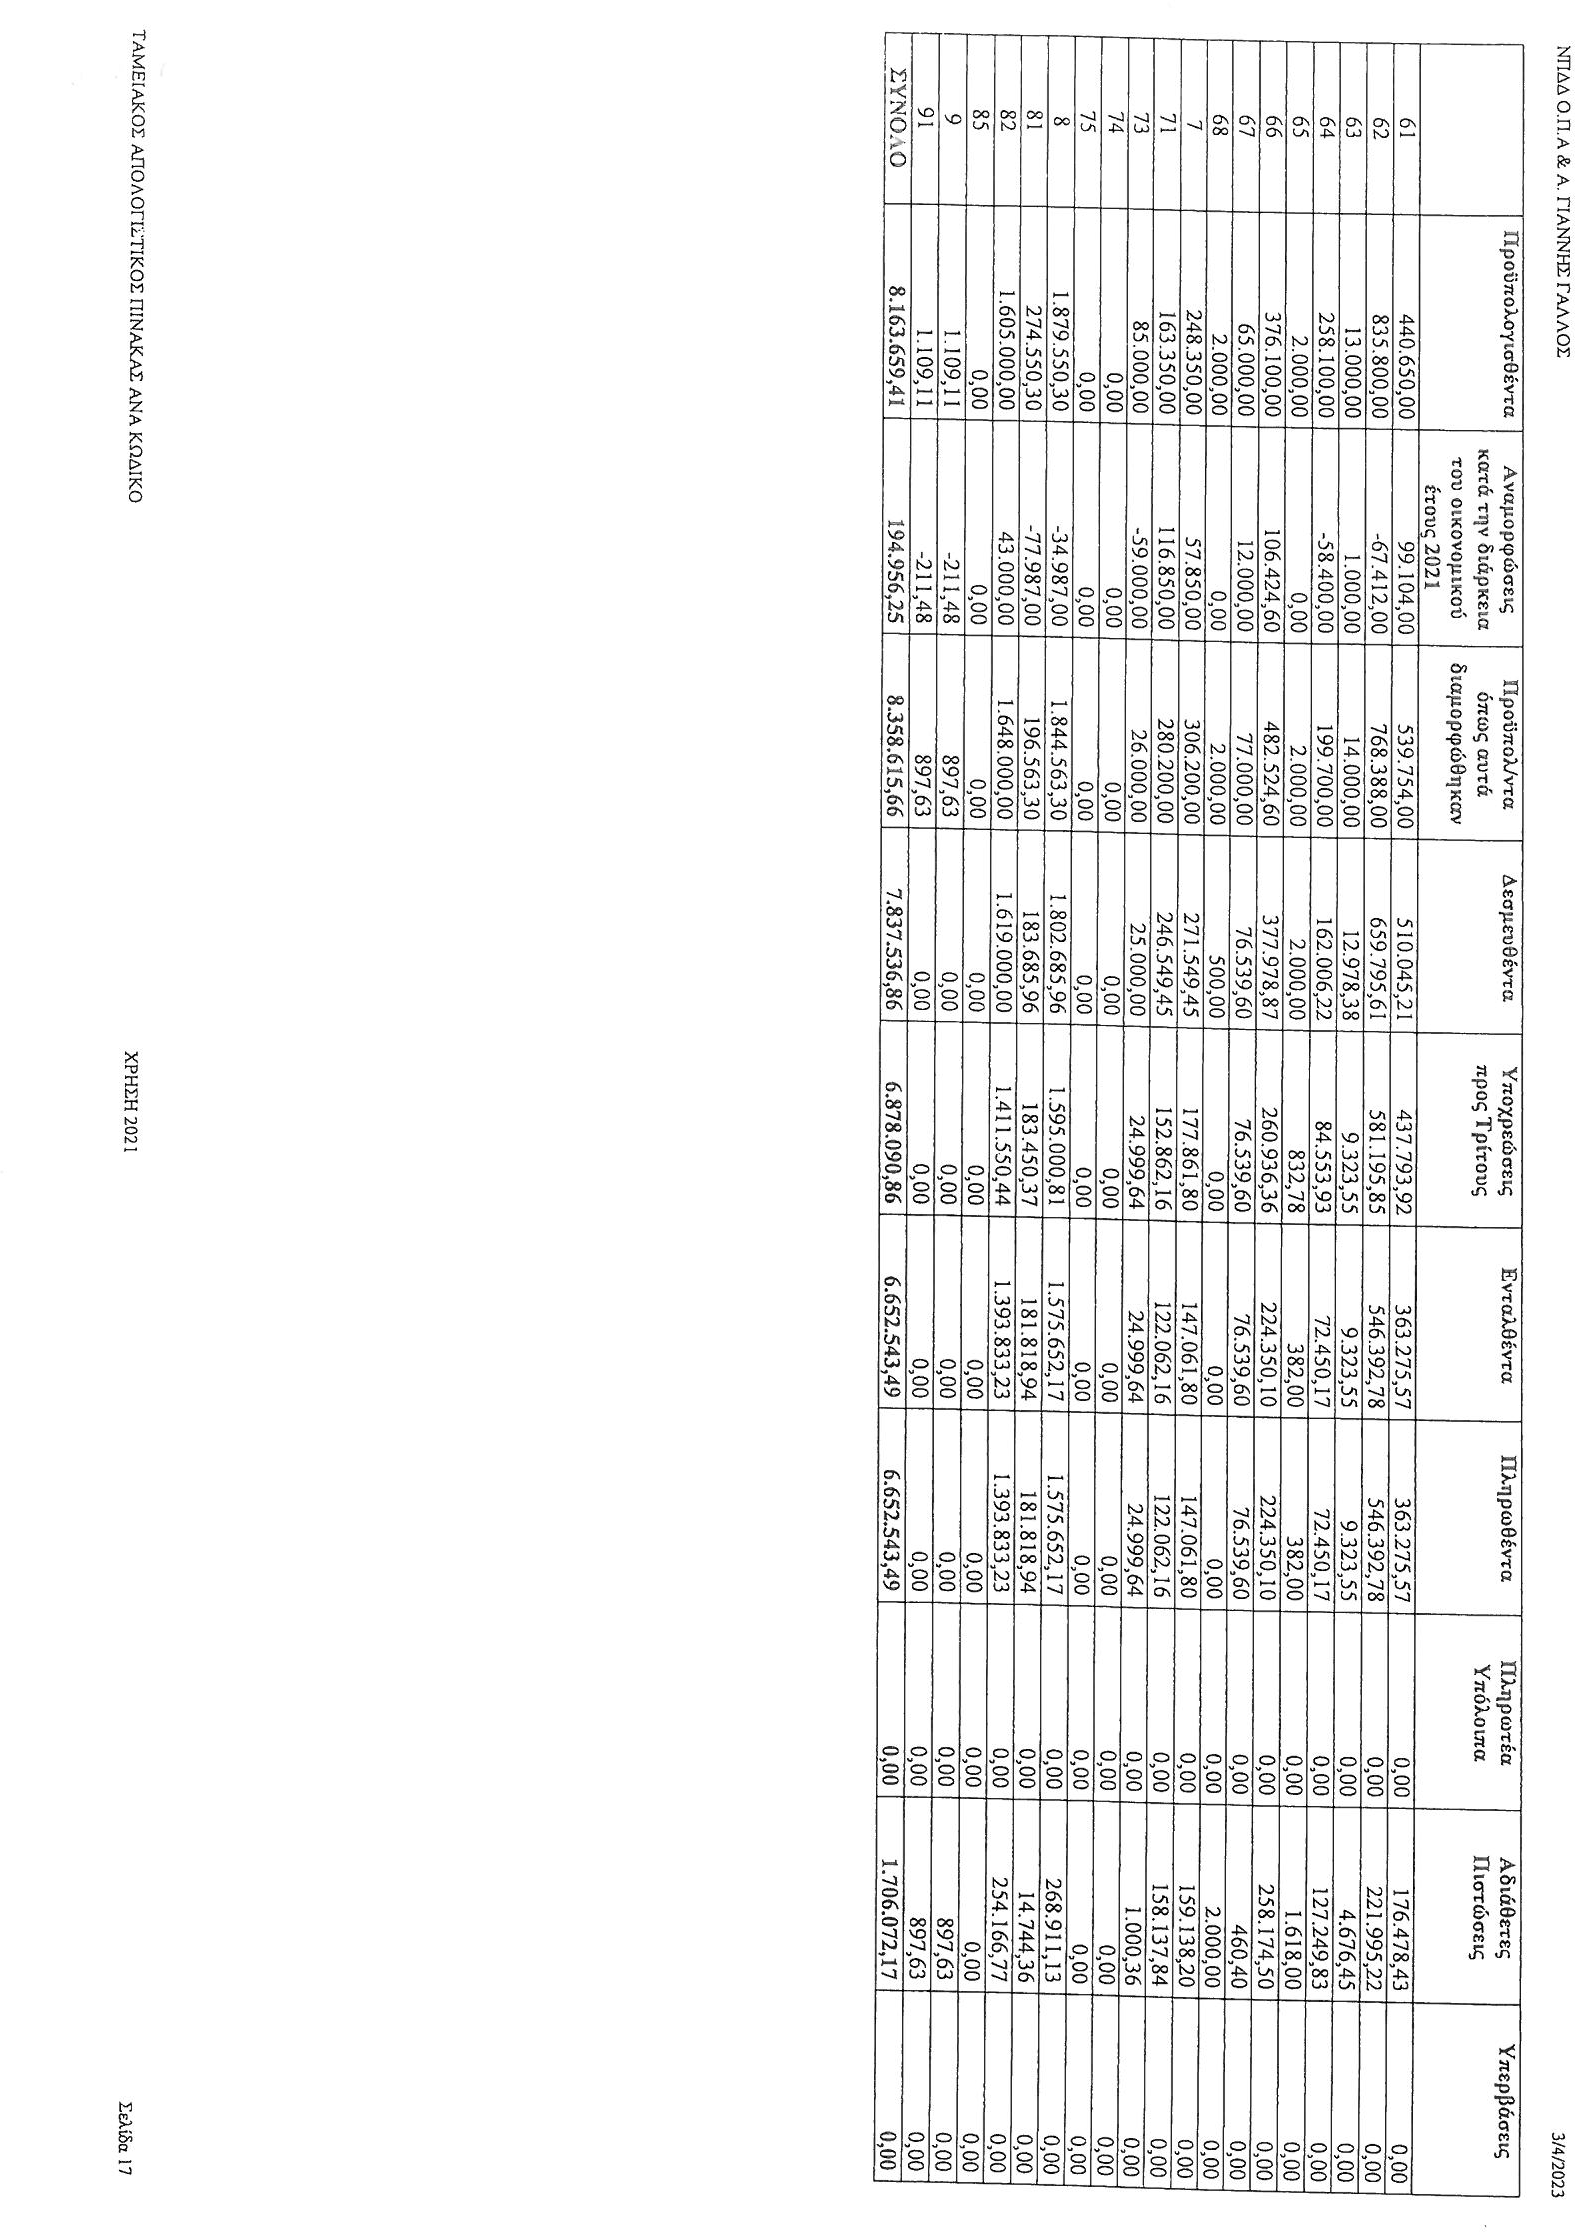 ΝΠΔΔ Ο.Π.Α & Α. ΓΙΑΝΝΗΣ ΓΑΛΛΟΣ 3/4/2023
Προϋπολογισθέντα Αναμορφώσεις κατά την διάρκεια του οικονομικού έτους 2021 Προϋπολ/ντα όπως αυτά διαμορφώθηκαν Δεσμευθέντα Υποχρεώσεις προς Τρίτους Ενταλθέντα Πληρωθέντα Πληρωτέα Υπόλοιπα Αδιάθετες Πιστώσεις Υπερβάσεις
61 440.650,00 99.104,00 539.754,00 510.045,21 437.793,92 363.275,57 363.275,57 0,00 176.478,43 0,00
62 835.800,00 -67.412,00 768.388,00 659.795,61 581.195,85 546.392,78 546.392,78 0,00 221.995,22 0,00
63 13.000,00 1.000,00 14.000,00 12.978,38 9.323,55 9.323,55 9.323,55 0,00 4.676,45 0,00
64 258.100,00 -58.400,00 199.700,00 162.006,22 84.553,93 72.450,17 72.450,17 0,00 127.249,83 0,00
65 2.000,00 0,00 2.000,00 2.000,00 832,78 382,00 382,00 0,00 1.618,00 0,00
66 376.100,00 106.424,60 482.524,60 377.978,87 260.936,36 224.350,10 224.350,10 0,00 258.174,50 0,00
67 65.000,00 12.000,00 77.000,00 76.539,60 76.539,60 76.539,60 76.539,60 0,00 460,40 0,00
68 2.000,00 0,00 2.000,00 500,00 0,00 0,00 0,00 0,00 2.000,00 0,00
7 248.350,00 57.850,00 306.200,00 271.549,45 177.861,80 147.061,80 147.061,80 0,00 159.138,20 0,00
71 163.350,00 116.850,00 280.200,00 246.549,45 152.862,16 122.062,16 122.062,16 0,00 158.137,84 0,00
73 85.000,00 -59.000,00 26.000,00 25.000,00 24.999,64 24.999,64 24.999,64 0,00 1.000,36 0,00
74 0,00 0,00 0,00 0,00 0,00 0,00 0,00 0,00 0,00 0,00
75 0,00 0,00 0,00 0,00 0,00 0,00 0,00 0,00 0,00 0,00
8 1.879.550,30 -34.987,00 1.844.563,30 1.802.685,96 1.595.000,81 1.575.652,17 1.575.652,17 0,00 268.911,13 0,00
81 274.550,30 -77.987,00 196.563,30 183.685,96 183.450,37 181.818,94 181.818,94 0,00 14.744,36 0,00
82 1.605.000,00 43.000,00 1.648.000,00 1.619.000,00 1.411.550,44 1.393.833,23 1.393.833,23 0,00 254.166,77 0,00
85 0,00 0,00 0,00 0,00 0,00 0,00 0,00 0,00 0,00 0,00
9 1.109,11 -211,48 897,63 0,00 0,00 0,00 0,00 0,00 897,63 0,00
91 1.109,11 -211,48 897,63 0,00 0,00 0,00 0,00 0,00 897,63 0,00
ΣΥΝΟΛΟ 8.163.659,41 194.956,25 8.358.615,66 7.837.536,86 6.878.090,86 6.652.543,49 6.652.543,49 0,00 1.706.072,17 0,00
ΤΑΜΕΙΑΚΟΣ ΑΠΟΛΟΓΙΣΤΙΚΟΣ ΠΙΝΑΚΑΣ ΑΝΑ ΚΩΔΙΚΟ ΧΡΗΣΗ 2021 Σελίδα 17